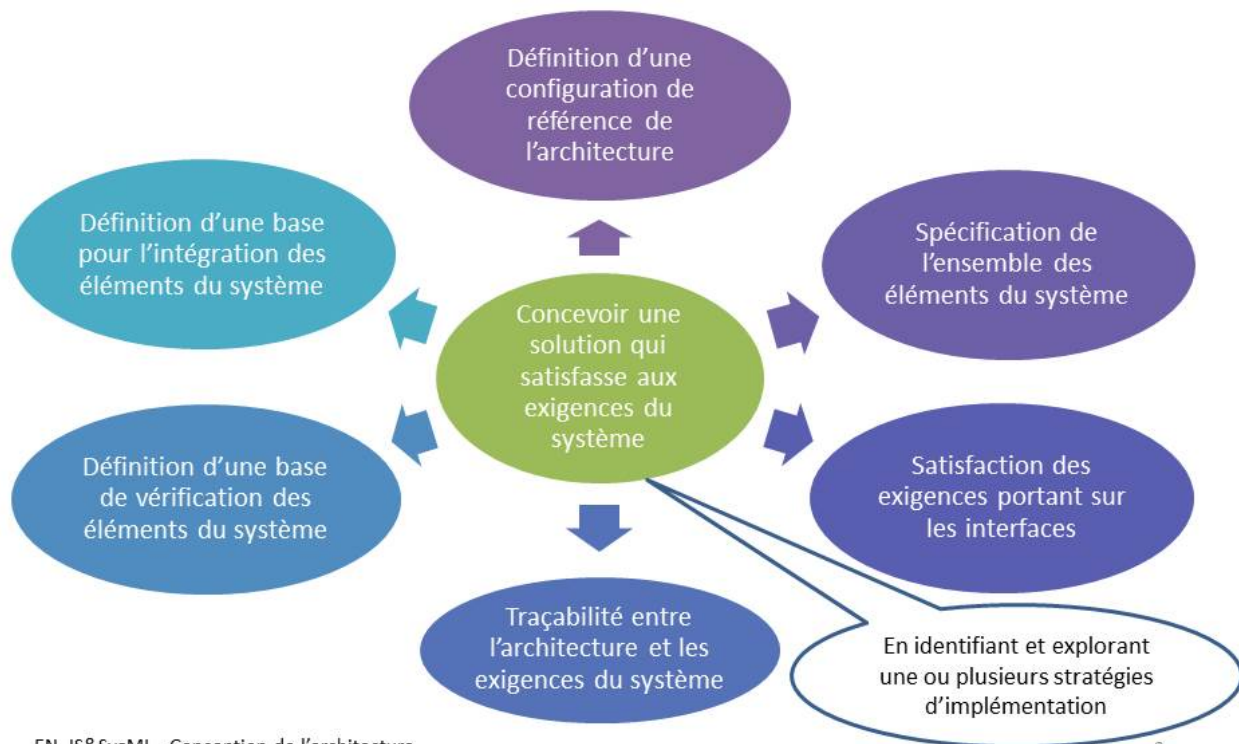 Définition d’une
configuration de
référence de
l’architecture
Définition d’une base
pour l’intégration des
éléments du système
Spécification de
l’ensemble des
éléments du système
Concevoir une
solution qui
satisfasse aux
exigences du
système
Définition d’une base
de vérification des
éléments du système
Satisfaction des
exigences portant sur
les interfaces
Traçabilité entre
l’architecture et les
exigences du système
En identifiant et explorant
une ou plusieurs stratégies
d’implémentation
Conception de l’architecture